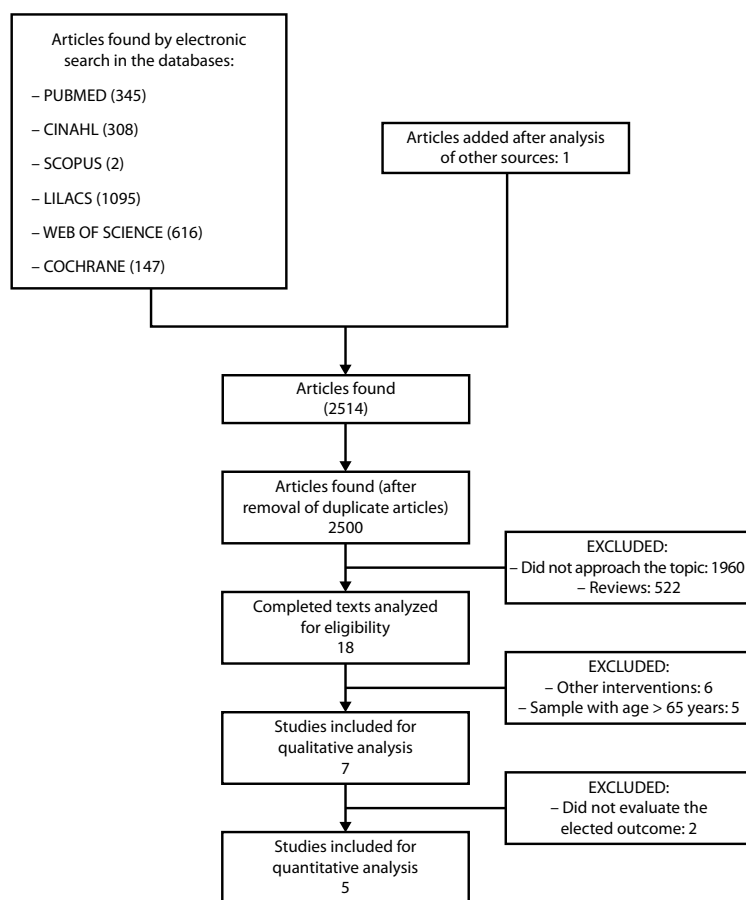 Articles found by electronic
search in the databases:
– PUBMED (345)
– CINAHL (308)
– SCOPUS (2)
– LILACS (1095)
– WEB OF SCIENCE (616)
– COCHRANE (147)
Articles added after analysis
of other sources: 1
Articles found
(2514)
Articles found (after
removal of duplicate articles)
2500
EXCLUDED:
– Did not approach the topic: 1960
– Reviews: 522
Completed texts analyzed
for eligibility
18
EXCLUDED:
– Other interventions: 6
– Sample with age > 65 years: 5
Studies included for
qualitative analysis
7
EXCLUDED:
– Did not evaluate the
elected outcome: 2
Studies included for
quantitative analysis
5